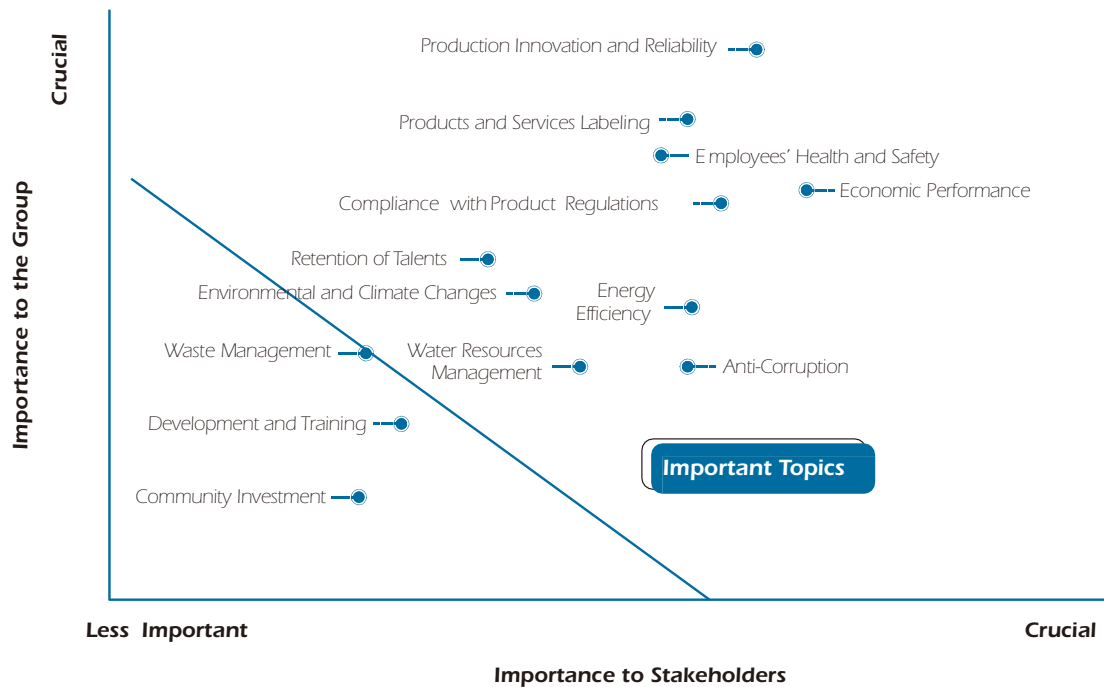 Crucial
Importance to the Group
Production Innovation and Reliability
Products and Services Labeling
Employees' Health and Safety
Economic Performance
Compliance with Product Regulations
Retention of Talents
Environmental and Climate Changes
Energy
Efficiency
Waste Management
Water Resources
Management
Anti-Corruption
Development and Training
Important Topics
Community Investment
Less Important
Crucial
Importance to Stakeholders